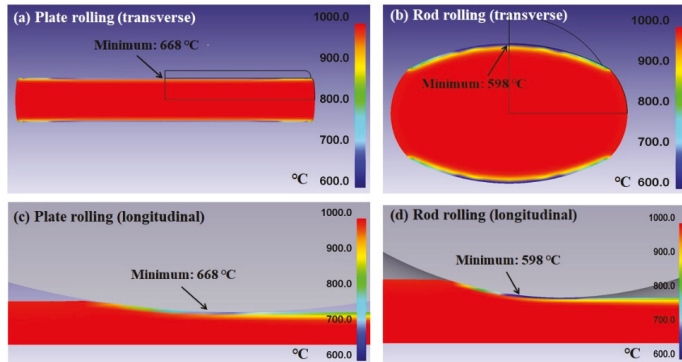 (a) Plate rolling (transverse)
Minimum: 668 °C
1000.0
900.0
800.0
700.0
600.0
°C
(b) Rod rolling (transverse)
Minimum: 598 °C
1000.0
900.0
800.0
700.0
600.0
°C
(c) Plate rolling (longitudinal)
Minimum: 668 °C
1000.0
900.0
800.0
700.0
600.0
°C
(d) Rod rolling (longitudinal)
Minimum: 598 °C
1000.0
900.0
800.0
700.0
600.0
°C